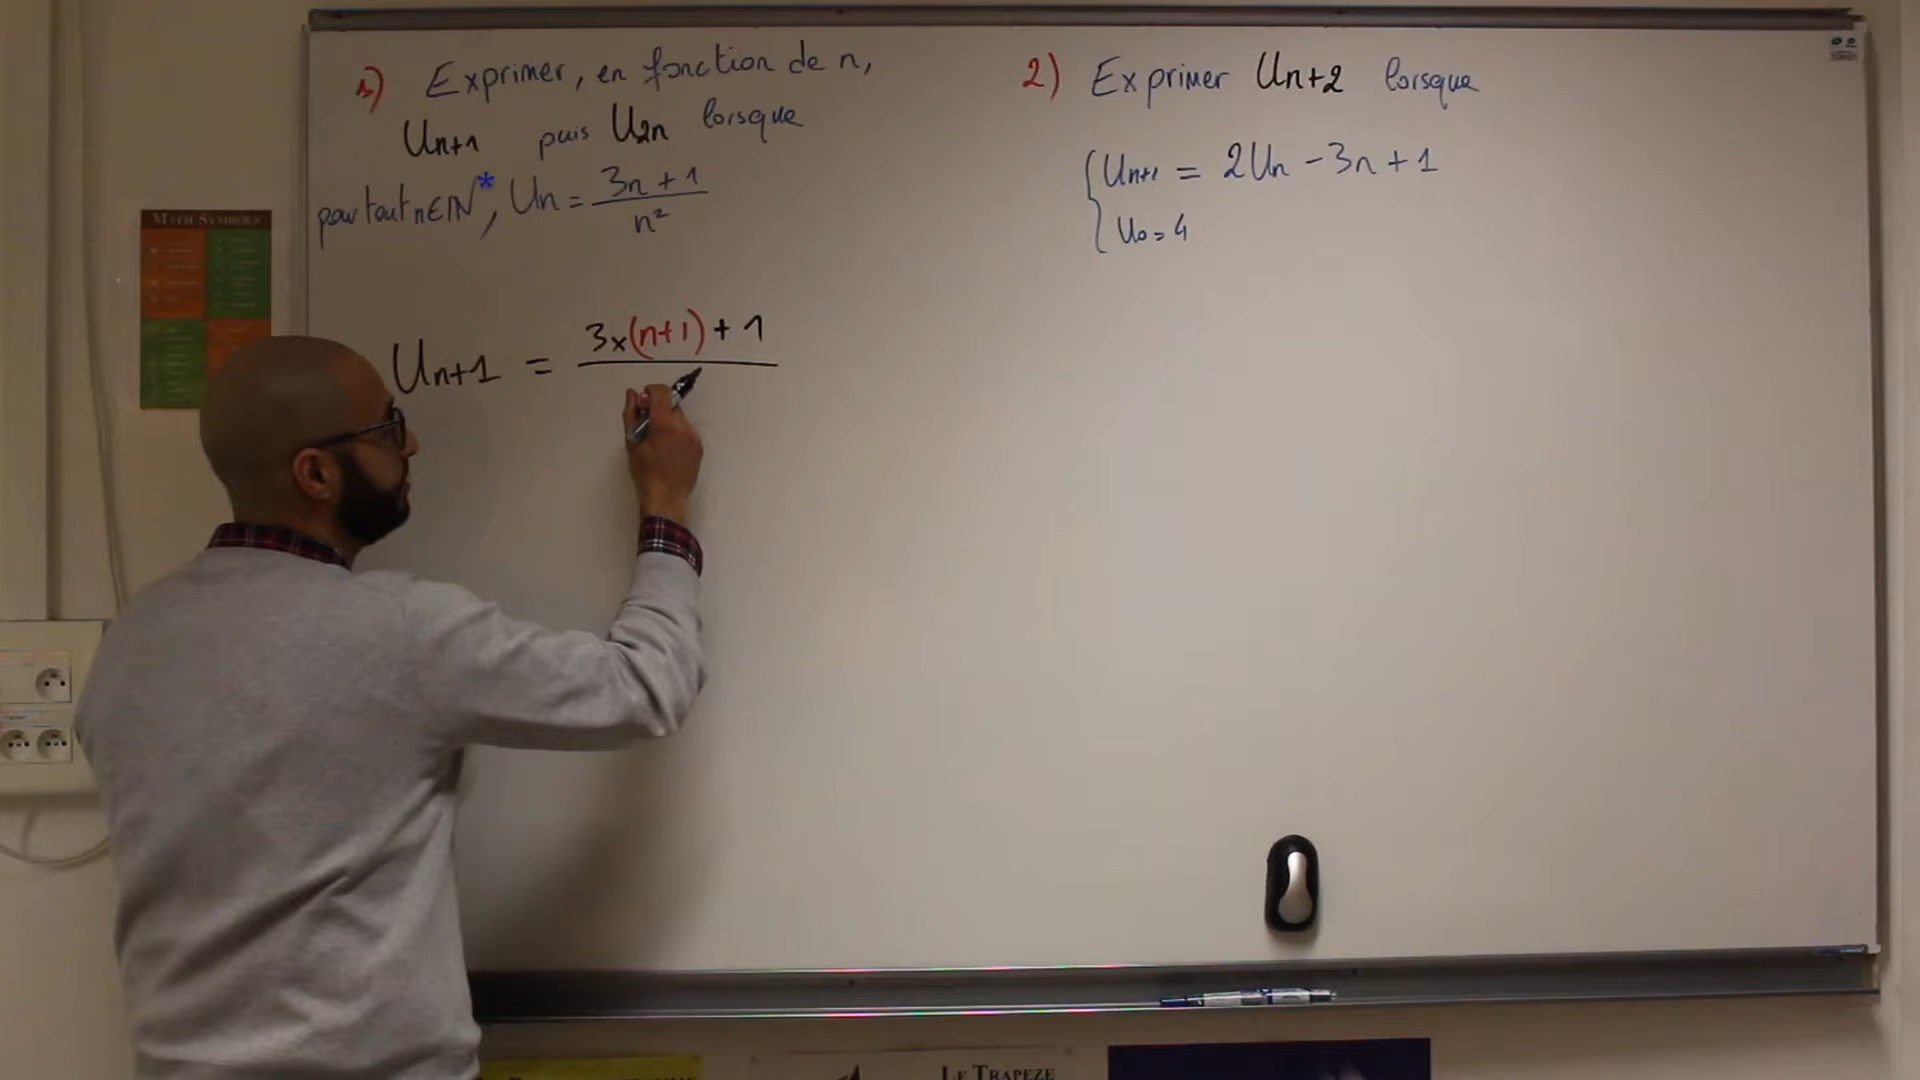 1) Exprimer, en fonction de n,
Un+1 puis U2n lorsque
pour tout n∈ℕ*, Un = (3n + 1)/n²
Un+1 = 3x(n+1) + 1
2) Exprimer Un+2 lorsque
{ Un+1 = 2Un - 3n + 1
U0 = 4
MATH SYMBOLS
LE TRAPEZE